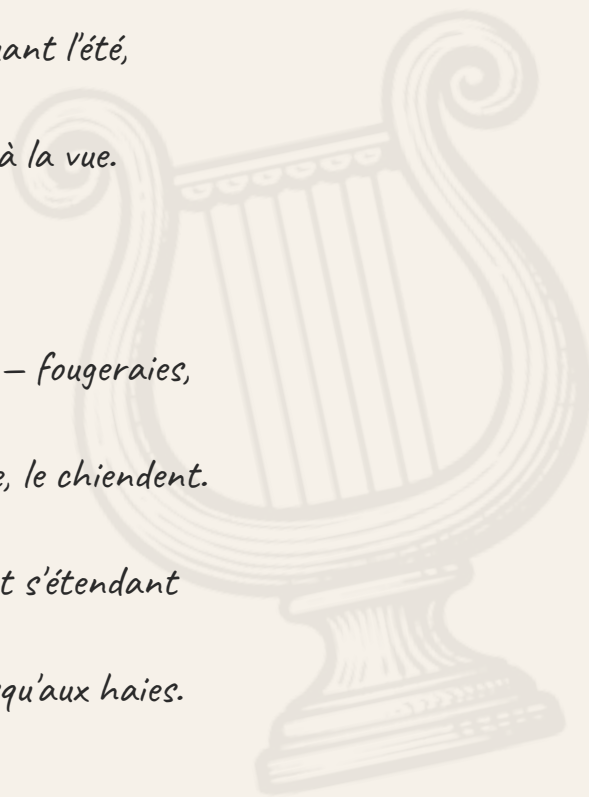 ant l'été,
à la vue.
– fougeraies,
, le chiendent.
t s'étendant
qu'aux haies.